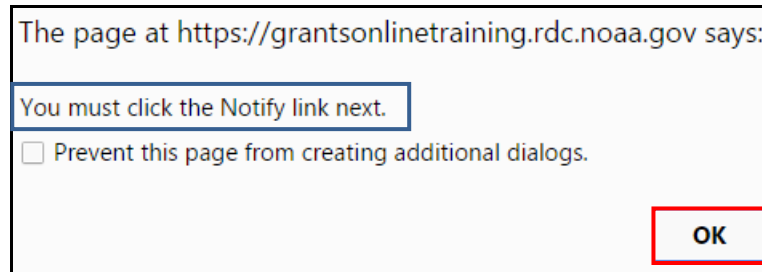 The page at https://grantsonlinetraining.rdc.noaa.gov says:
You must click the Notify link next.
Prevent this page from creating additional dialogs.
OK